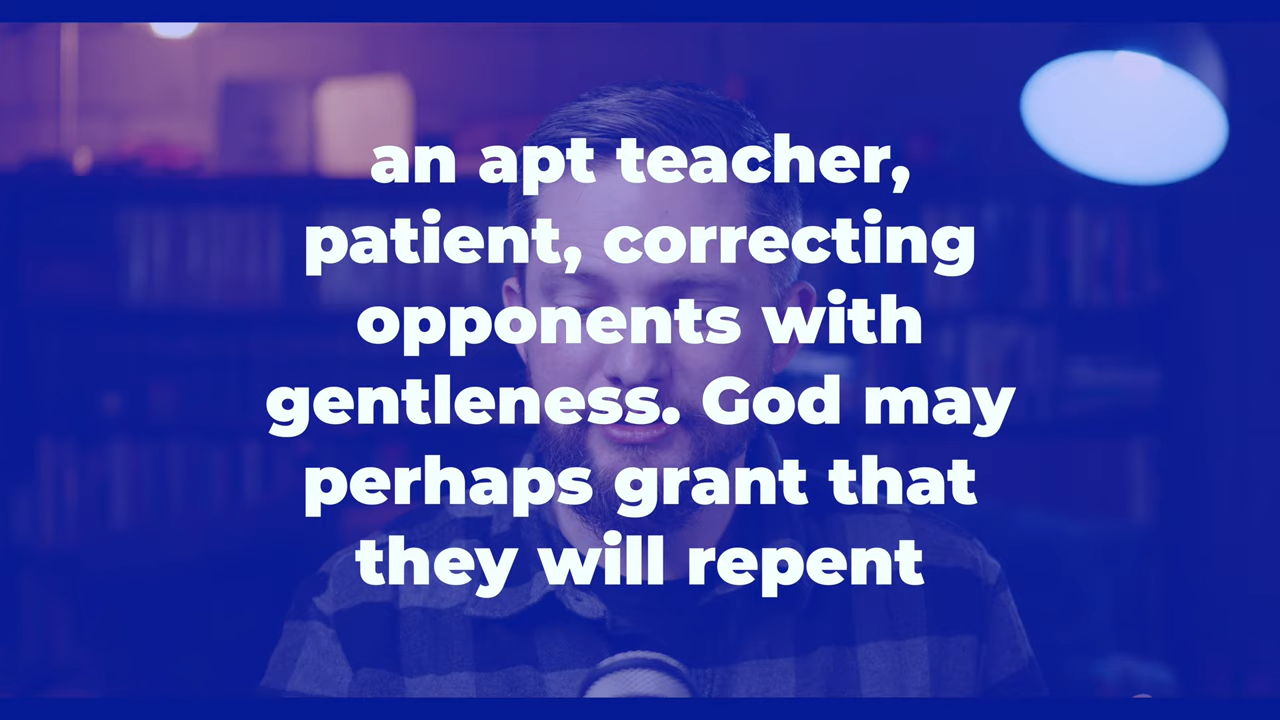 an apt teacher,
patient, correcting
opponents with
gentleness. God may
perhaps grant that
they will repent